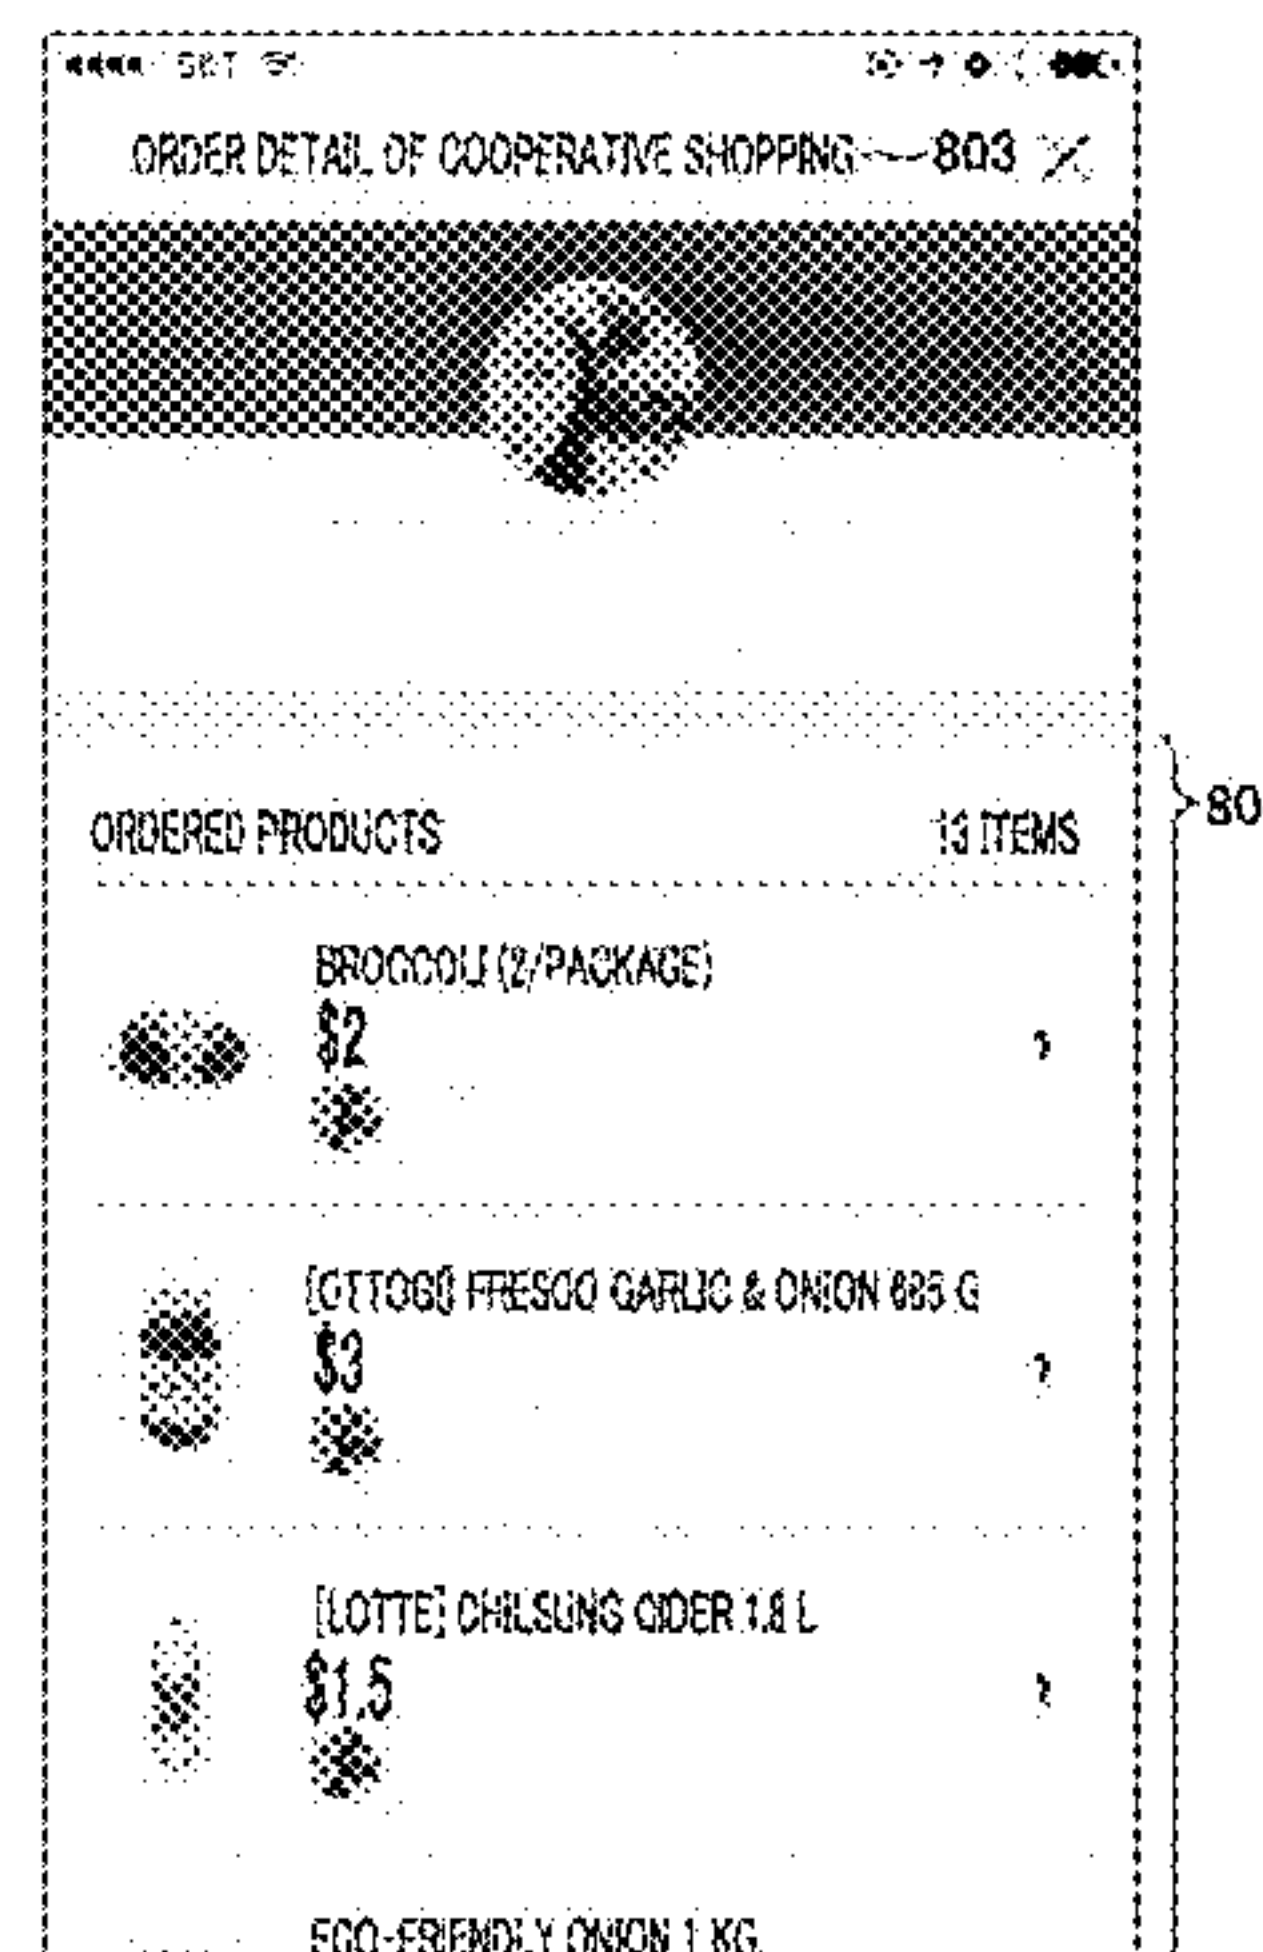 SKT
ORDER DETAIL OF COOPERATIVE SHOPPING 803
80
ORDERED PRODUCTS 13 ITEMS
BROCCOLI (2/PACKAGE)
$2
[OTTOGI] FRESCO GARLIC & ONION G
$3
[LOTTE] CHILSUNG CIDER 1.8 L
$1.5
ECO-FRIENDLY ONION 1 KG